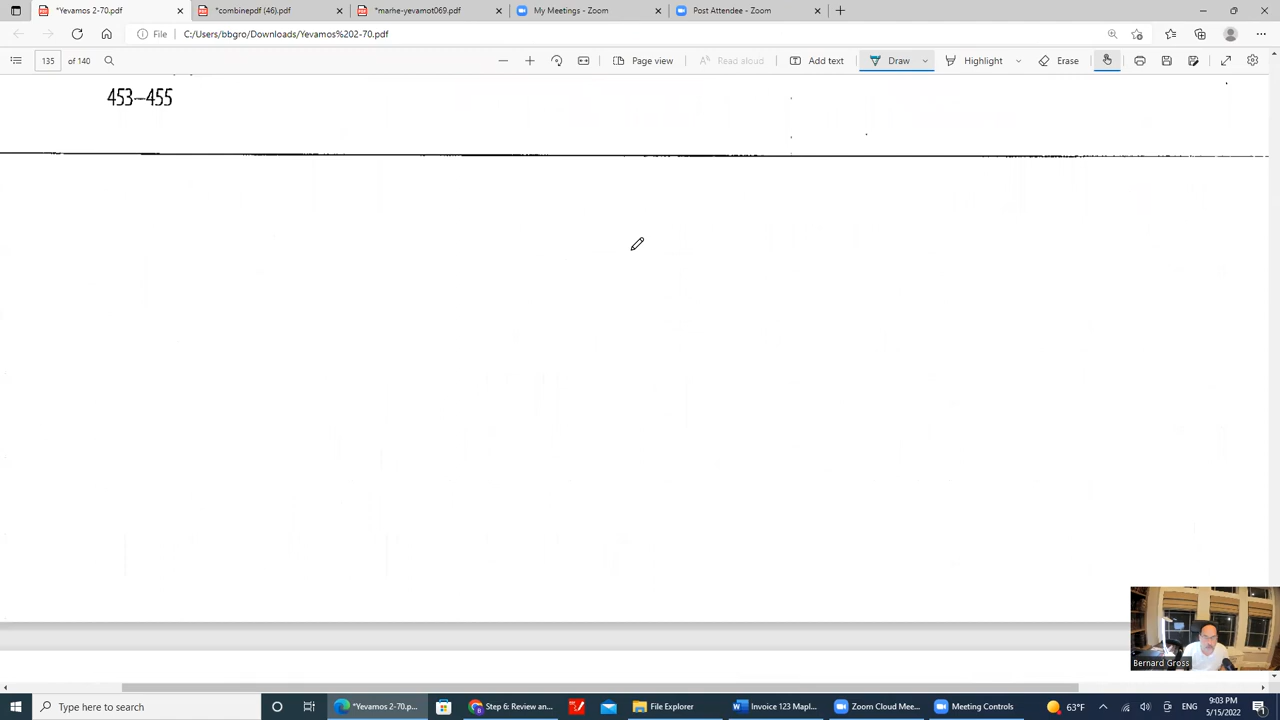 *Yevamos 2-70.pdf
*combinepdf (46).pdf
*marhe-yevamot069.pdf
My Meetings - Zoom
Post Attendee - Zoom
File
C:/Users/bbgro/Downloads/Yevamos%202-70.pdf
135 of 140
Page view
Read aloud
Add text
Draw
Highlight
Erase
453-455
Bernard Gross
Type here to search
*Yevamos 2-70.p...
Step 6: Review an...
File Explorer
Invoice 123 Mapl...
Zoom Cloud Mee...
Meeting Controls
63°F
9:03 PM
5/15/2022
1